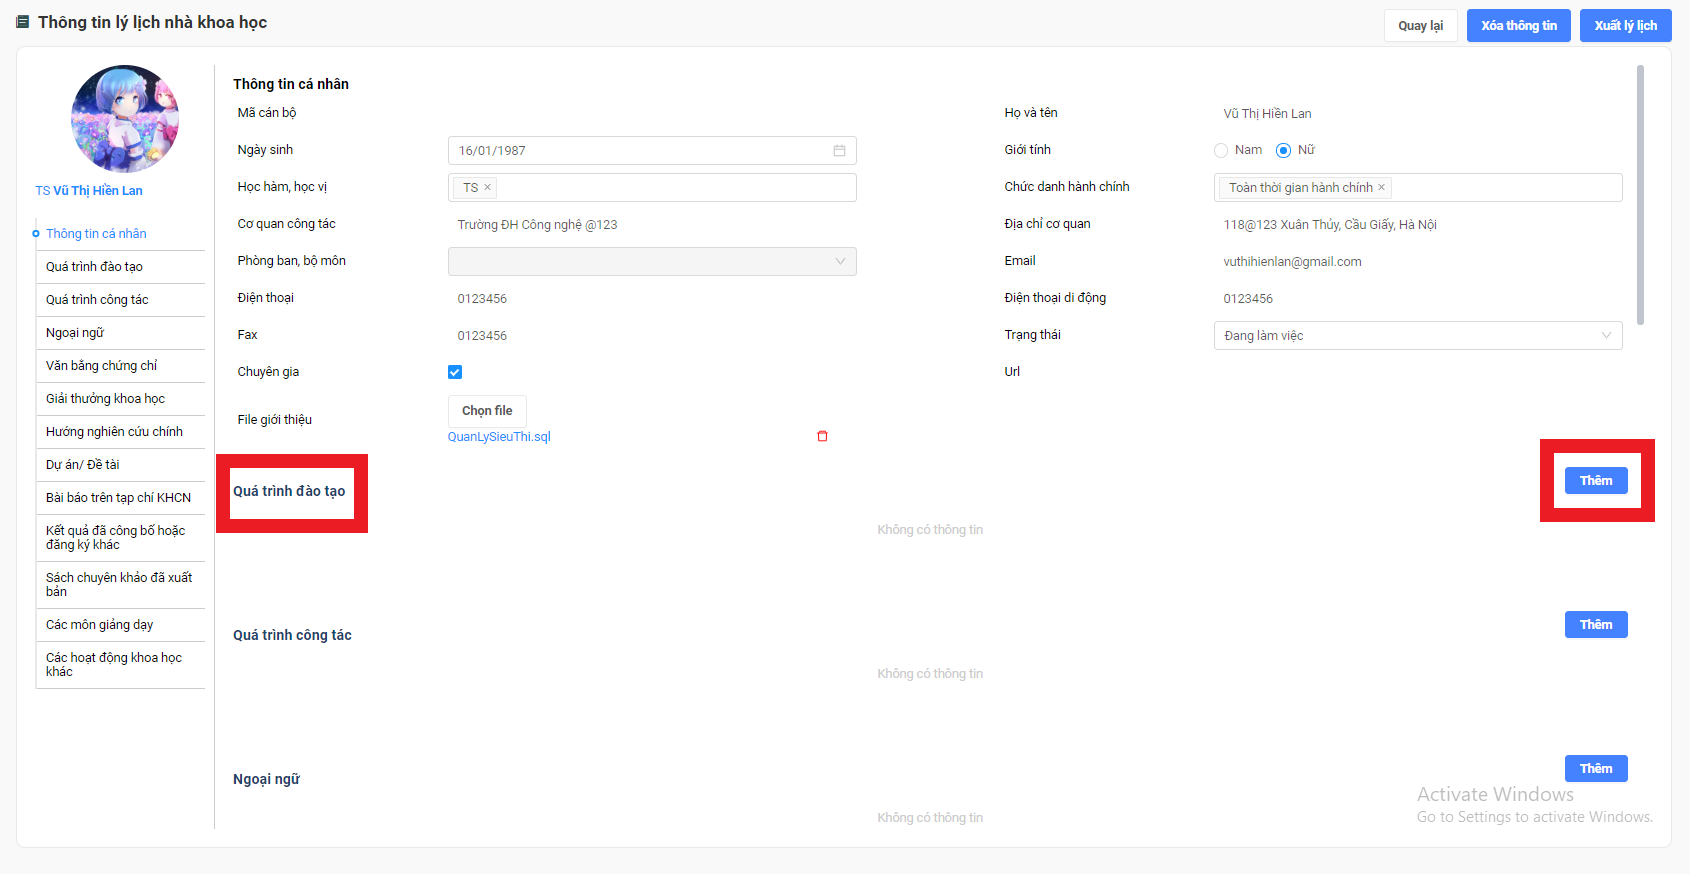 Thông tin lý lịch nhà khoa học
Quay lại
Xóa thông tin
Xuất lý lịch
TS Vũ Thị Hiền Lan
Thông tin cá nhân
Quá trình đào tạo
Quá trình công tác
Ngoại ngữ
Văn bằng chứng chỉ
Giải thưởng khoa học
Hướng nghiên cứu chính
Dự án/ Đề tài
Bài báo trên tạp chí KHCN
Kết quả đã công bố hoặc
đăng ký khác
Sách chuyên khảo đã xuất
bản
Các môn giảng dạy
Các hoạt động khoa học
khác
Thông tin cá nhân
Mã cán bộ
Họ và tên Vũ Thị Hiền Lan
Ngày sinh 16/01/1987
Giới tính Nam Nữ
Học hàm, học vị TS ×
Chức danh hành chính Toàn thời gian hành chính ×
Cơ quan công tác Trường ĐH Công nghệ @123
Địa chỉ cơ quan 118@123 Xuân Thủy, Cầu Giấy, Hà Nội
Phòng ban, bộ môn
Email vuthihienlan@gmail.com
Điện thoại 0123456
Điện thoại di động 0123456
Fax 0123456
Trạng thái Đang làm việc
Chuyên gia
Url
File giới thiệu Chọn file
QuanLySieuThi.sql
Quá trình đào tạo Thêm
Không có thông tin
Quá trình công tác Thêm
Không có thông tin
Ngoại ngữ Thêm
Không có thông tin
Activate Windows
Go to Settings to activate Windows.